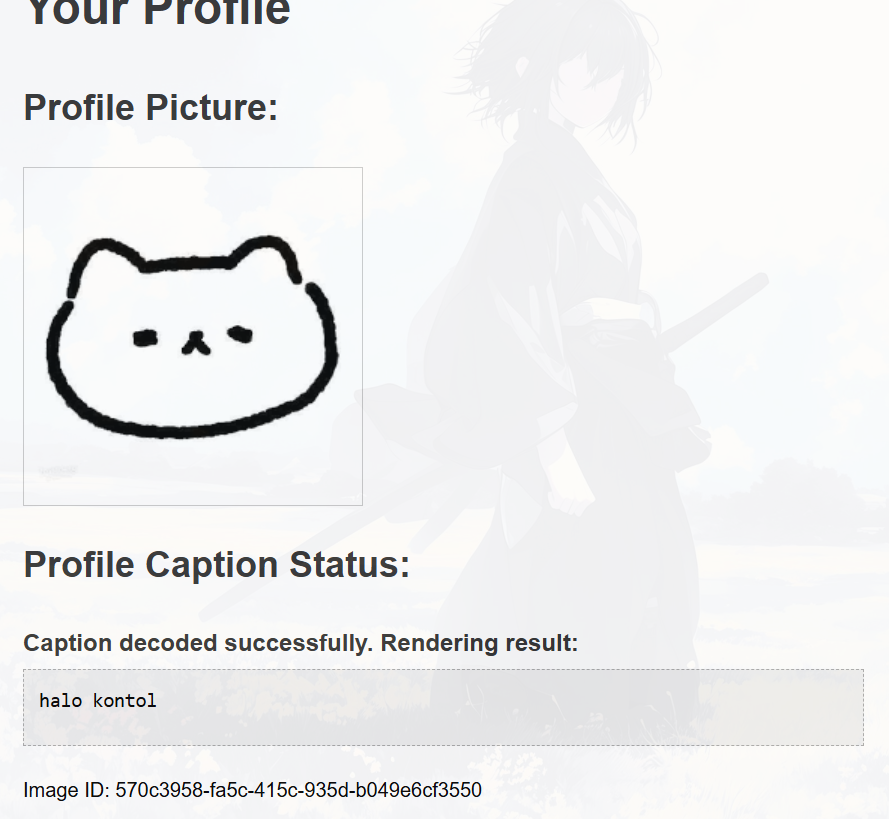 Your Profile
Profile Picture:
Profile Caption Status:
Caption decoded successfully. Rendering result:
halo kontol
Image ID: 570c3958-fa5c-415c-935d-b049e6cf3550